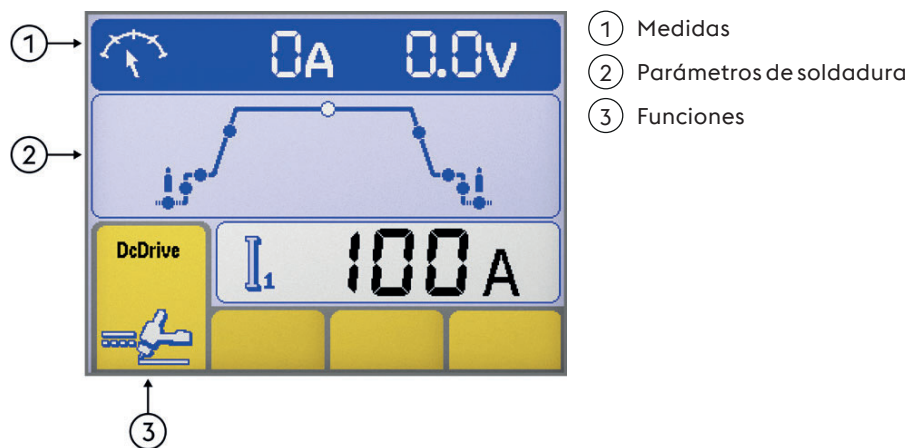 1
0A 0.0V
2
DcDrive
I1 100A
3
1 Medidas
2 Parámetros de soldadura
3 Funciones